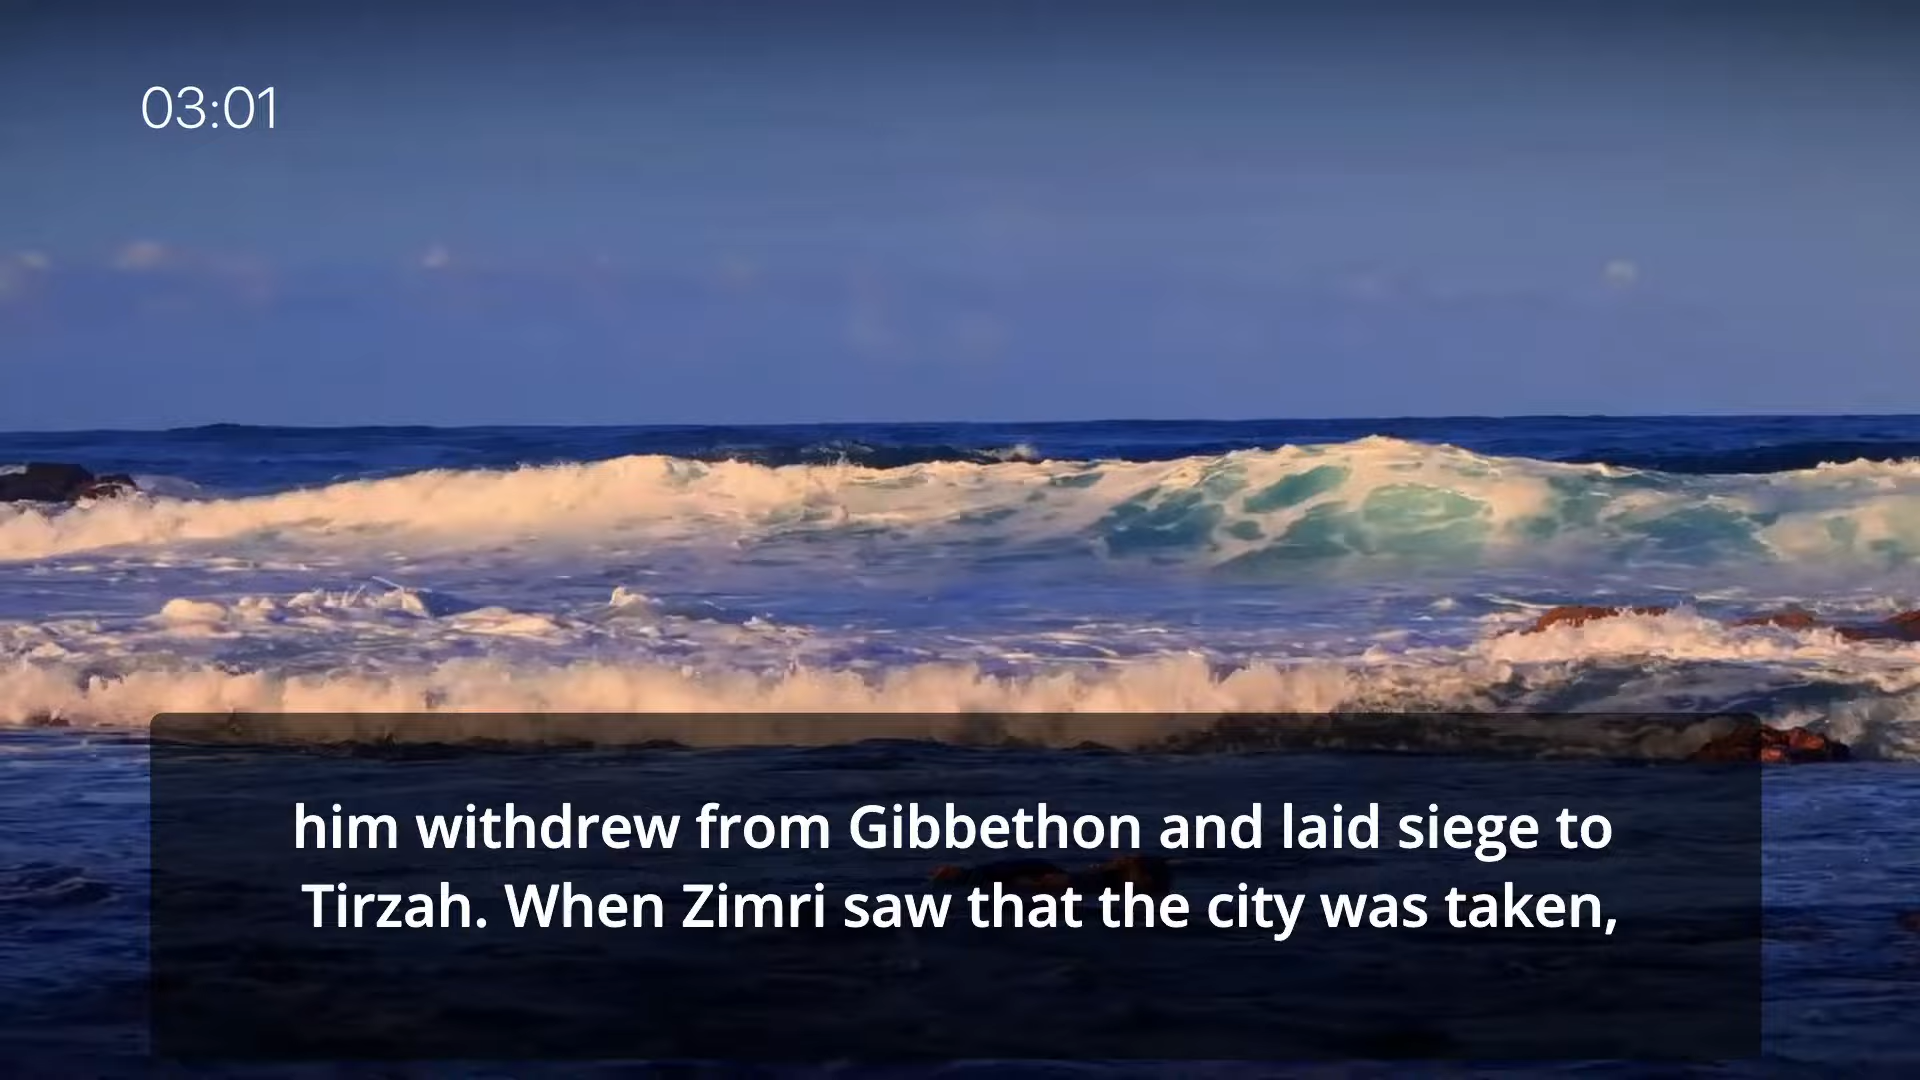 03:01
him withdrew from Gibbethon and laid siege to
Tirzah. When Zimri saw that the city was taken,